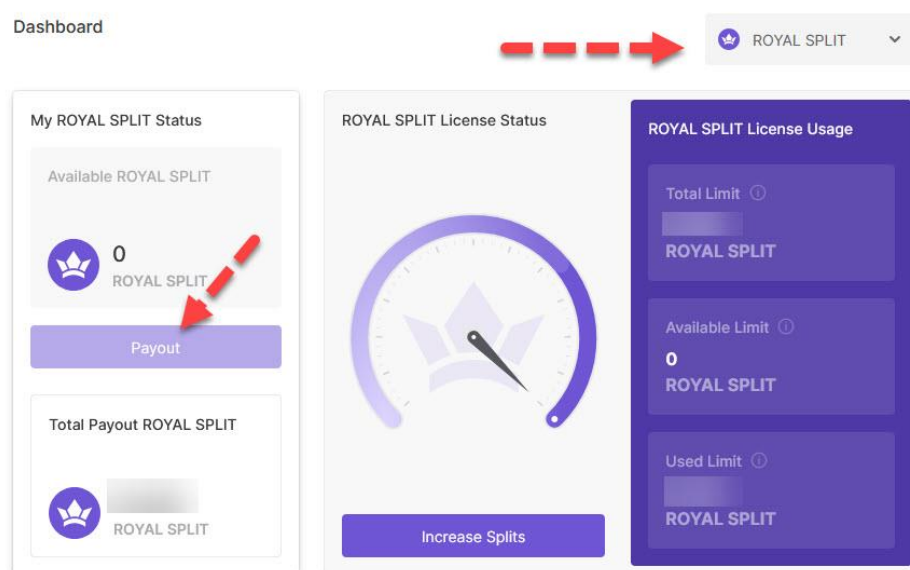 Dashboard
ROYAL SPLIT
My ROYAL SPLIT Status
Available ROYAL SPLIT
0
ROYAL SPLIT
Payout
Total Payout ROYAL SPLIT
ROYAL SPLIT
ROYAL SPLIT License Status
Increase Splits
ROYAL SPLIT License Usage
Total Limit
ROYAL SPLIT
Available Limit
0
ROYAL SPLIT
Used Limit
ROYAL SPLIT